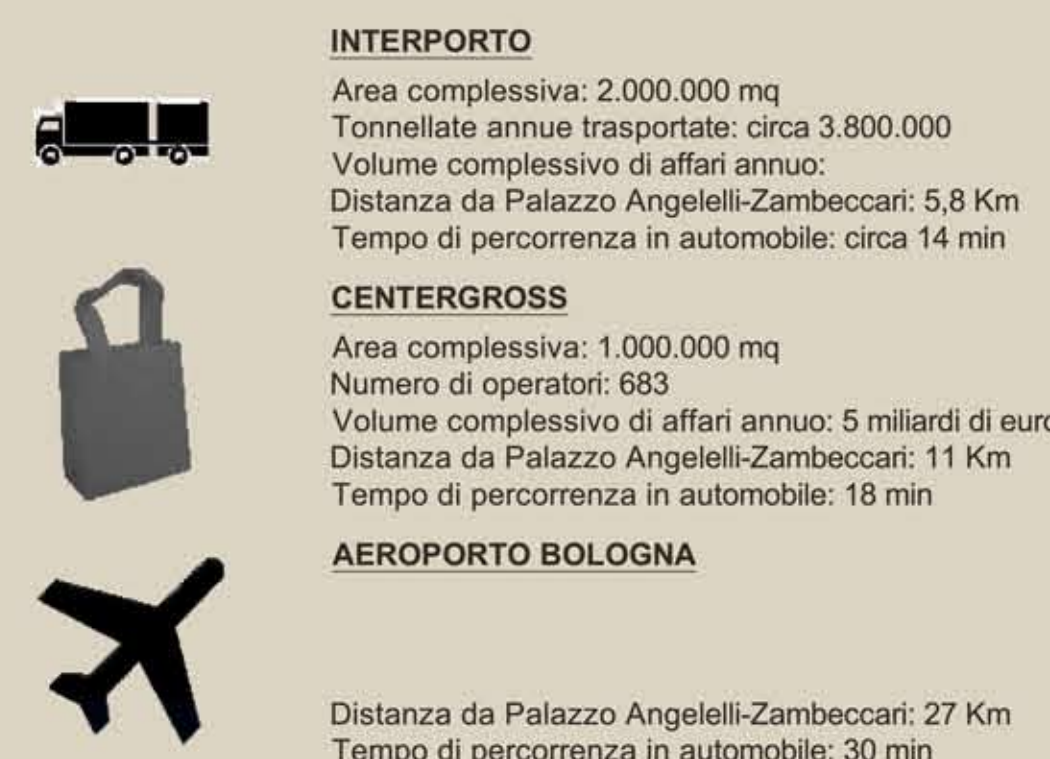 INTERPORTO
Area complessiva: 2.000.000 mq
Tonnellate annue trasportate: circa 3.800.000
Volume complessivo di affari annuo:
Distanza da Palazzo Angelelli-Zambeccari: 5,8 Km
Tempo di percorrenza in automobile: circa 14 min
CENTERGROSS
Area complessiva: 1.000.000 mq
Numero di operatori: 683
Volume complessivo di affari annuo: 5 miliardi di euro
Distanza da Palazzo Angelelli-Zambeccari: 11 Km
Tempo di percorrenza in automobile: 18 min
AEROPORTO BOLOGNA
Distanza da Palazzo Angelelli-Zambeccari: 27 Km
Tempo di percorrenza in automobile: 30 min